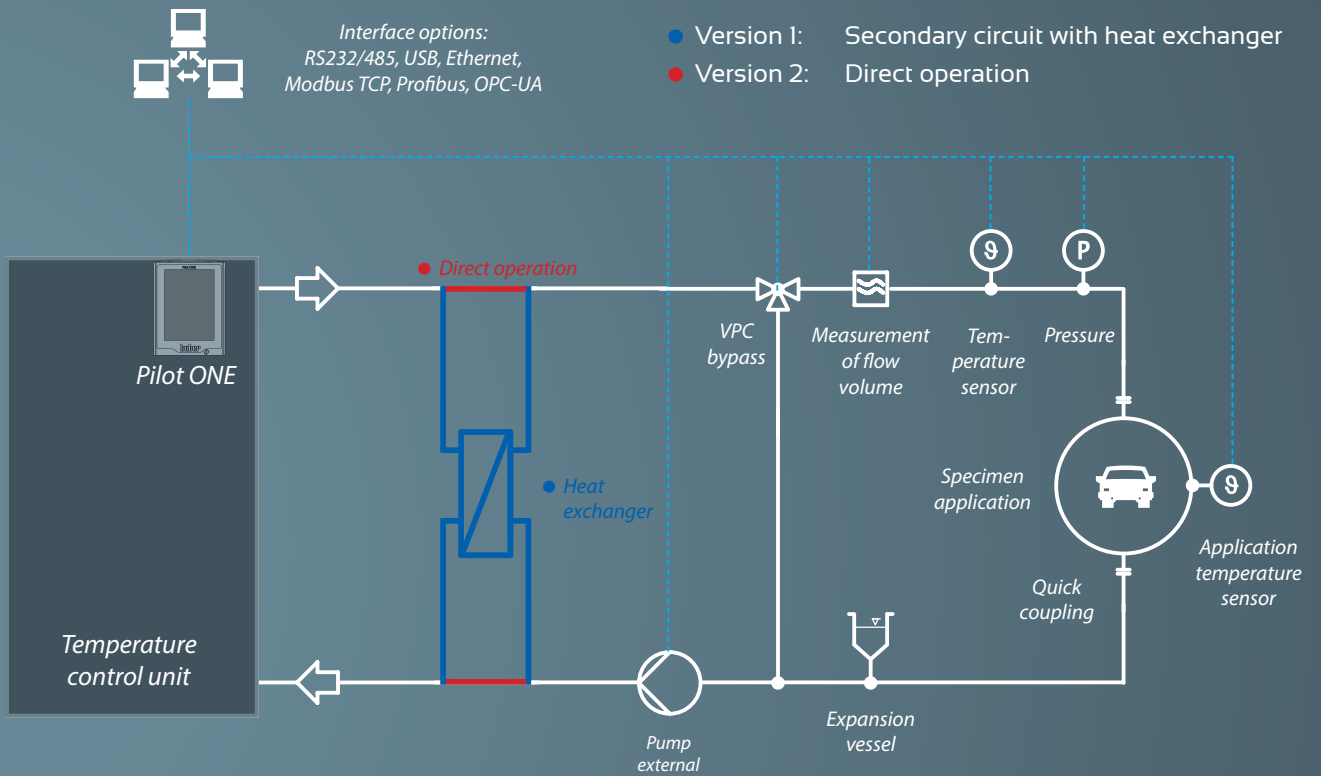 Interface options:
RS232/485, USB, Ethernet,
Modbus TCP, Profibus, OPC-UA
Version 1: Secondary circuit with heat exchanger
Version 2: Direct operation
Direct operation
huber
Pilot ONE
P
VPC
bypass
Measurement
of flow
volume
Tem-
perature
sensor
Pressure
ϑ
ϑ
Heat
exchanger
Specimen
application
Application
temperature
sensor
Quick
coupling
Temperature
control unit
Expansion
vessel
Pump
external